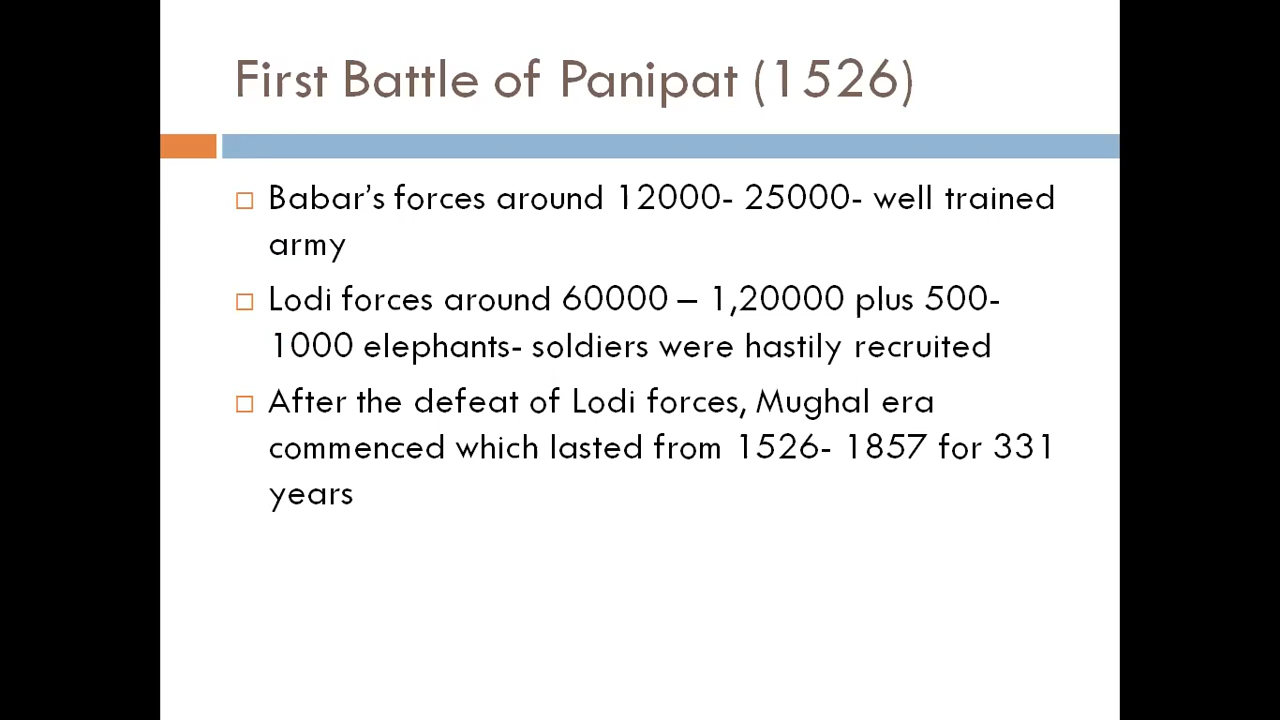 First Battle of Panipat (1526)
Babar’s forces around 12000- 25000- well trained
army
Lodi forces around 60000 – 1,20000 plus 500-
1000 elephants- soldiers were hastily recruited
After the defeat of Lodi forces, Mughal era
commenced which lasted from 1526- 1857 for 331
years